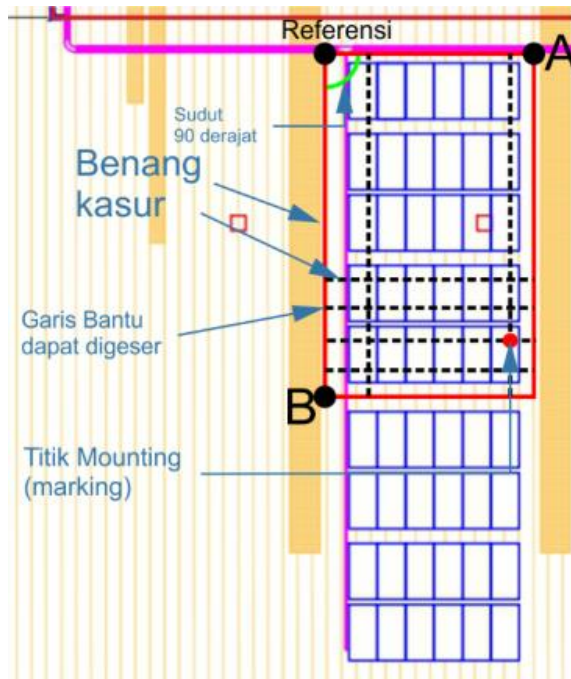 Referensi
A
Sudut
90 derajat
Benang
kasur
Garis Bantu
dapat digeser
B
Titik Mounting
(marking)